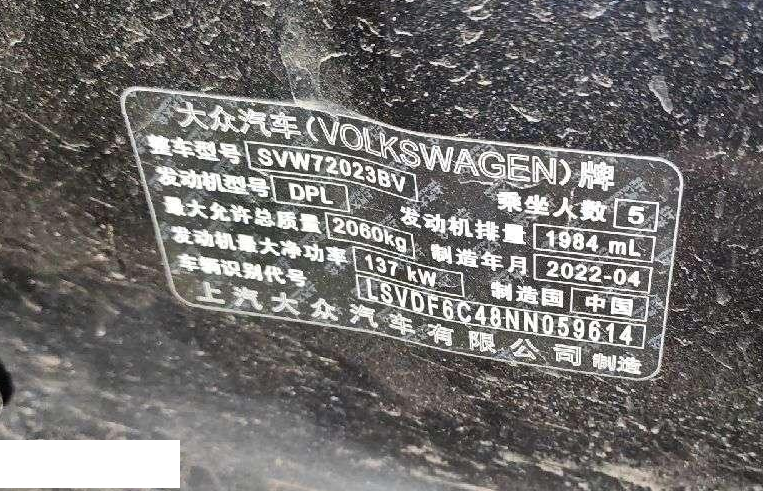 大众汽车(VOLKSWAGEN)牌
整车型号 SVW72023BV 乘坐人数 5
发动机型号 DPL 发动机排量 1984 mL
最大允许总质量 2060kg 制造年月 2022-04
发动机最大净功率 137 kW 制造国 中国
车辆识别代号 LSVDF6C48NN059614
上汽大众汽车有限公司 制造